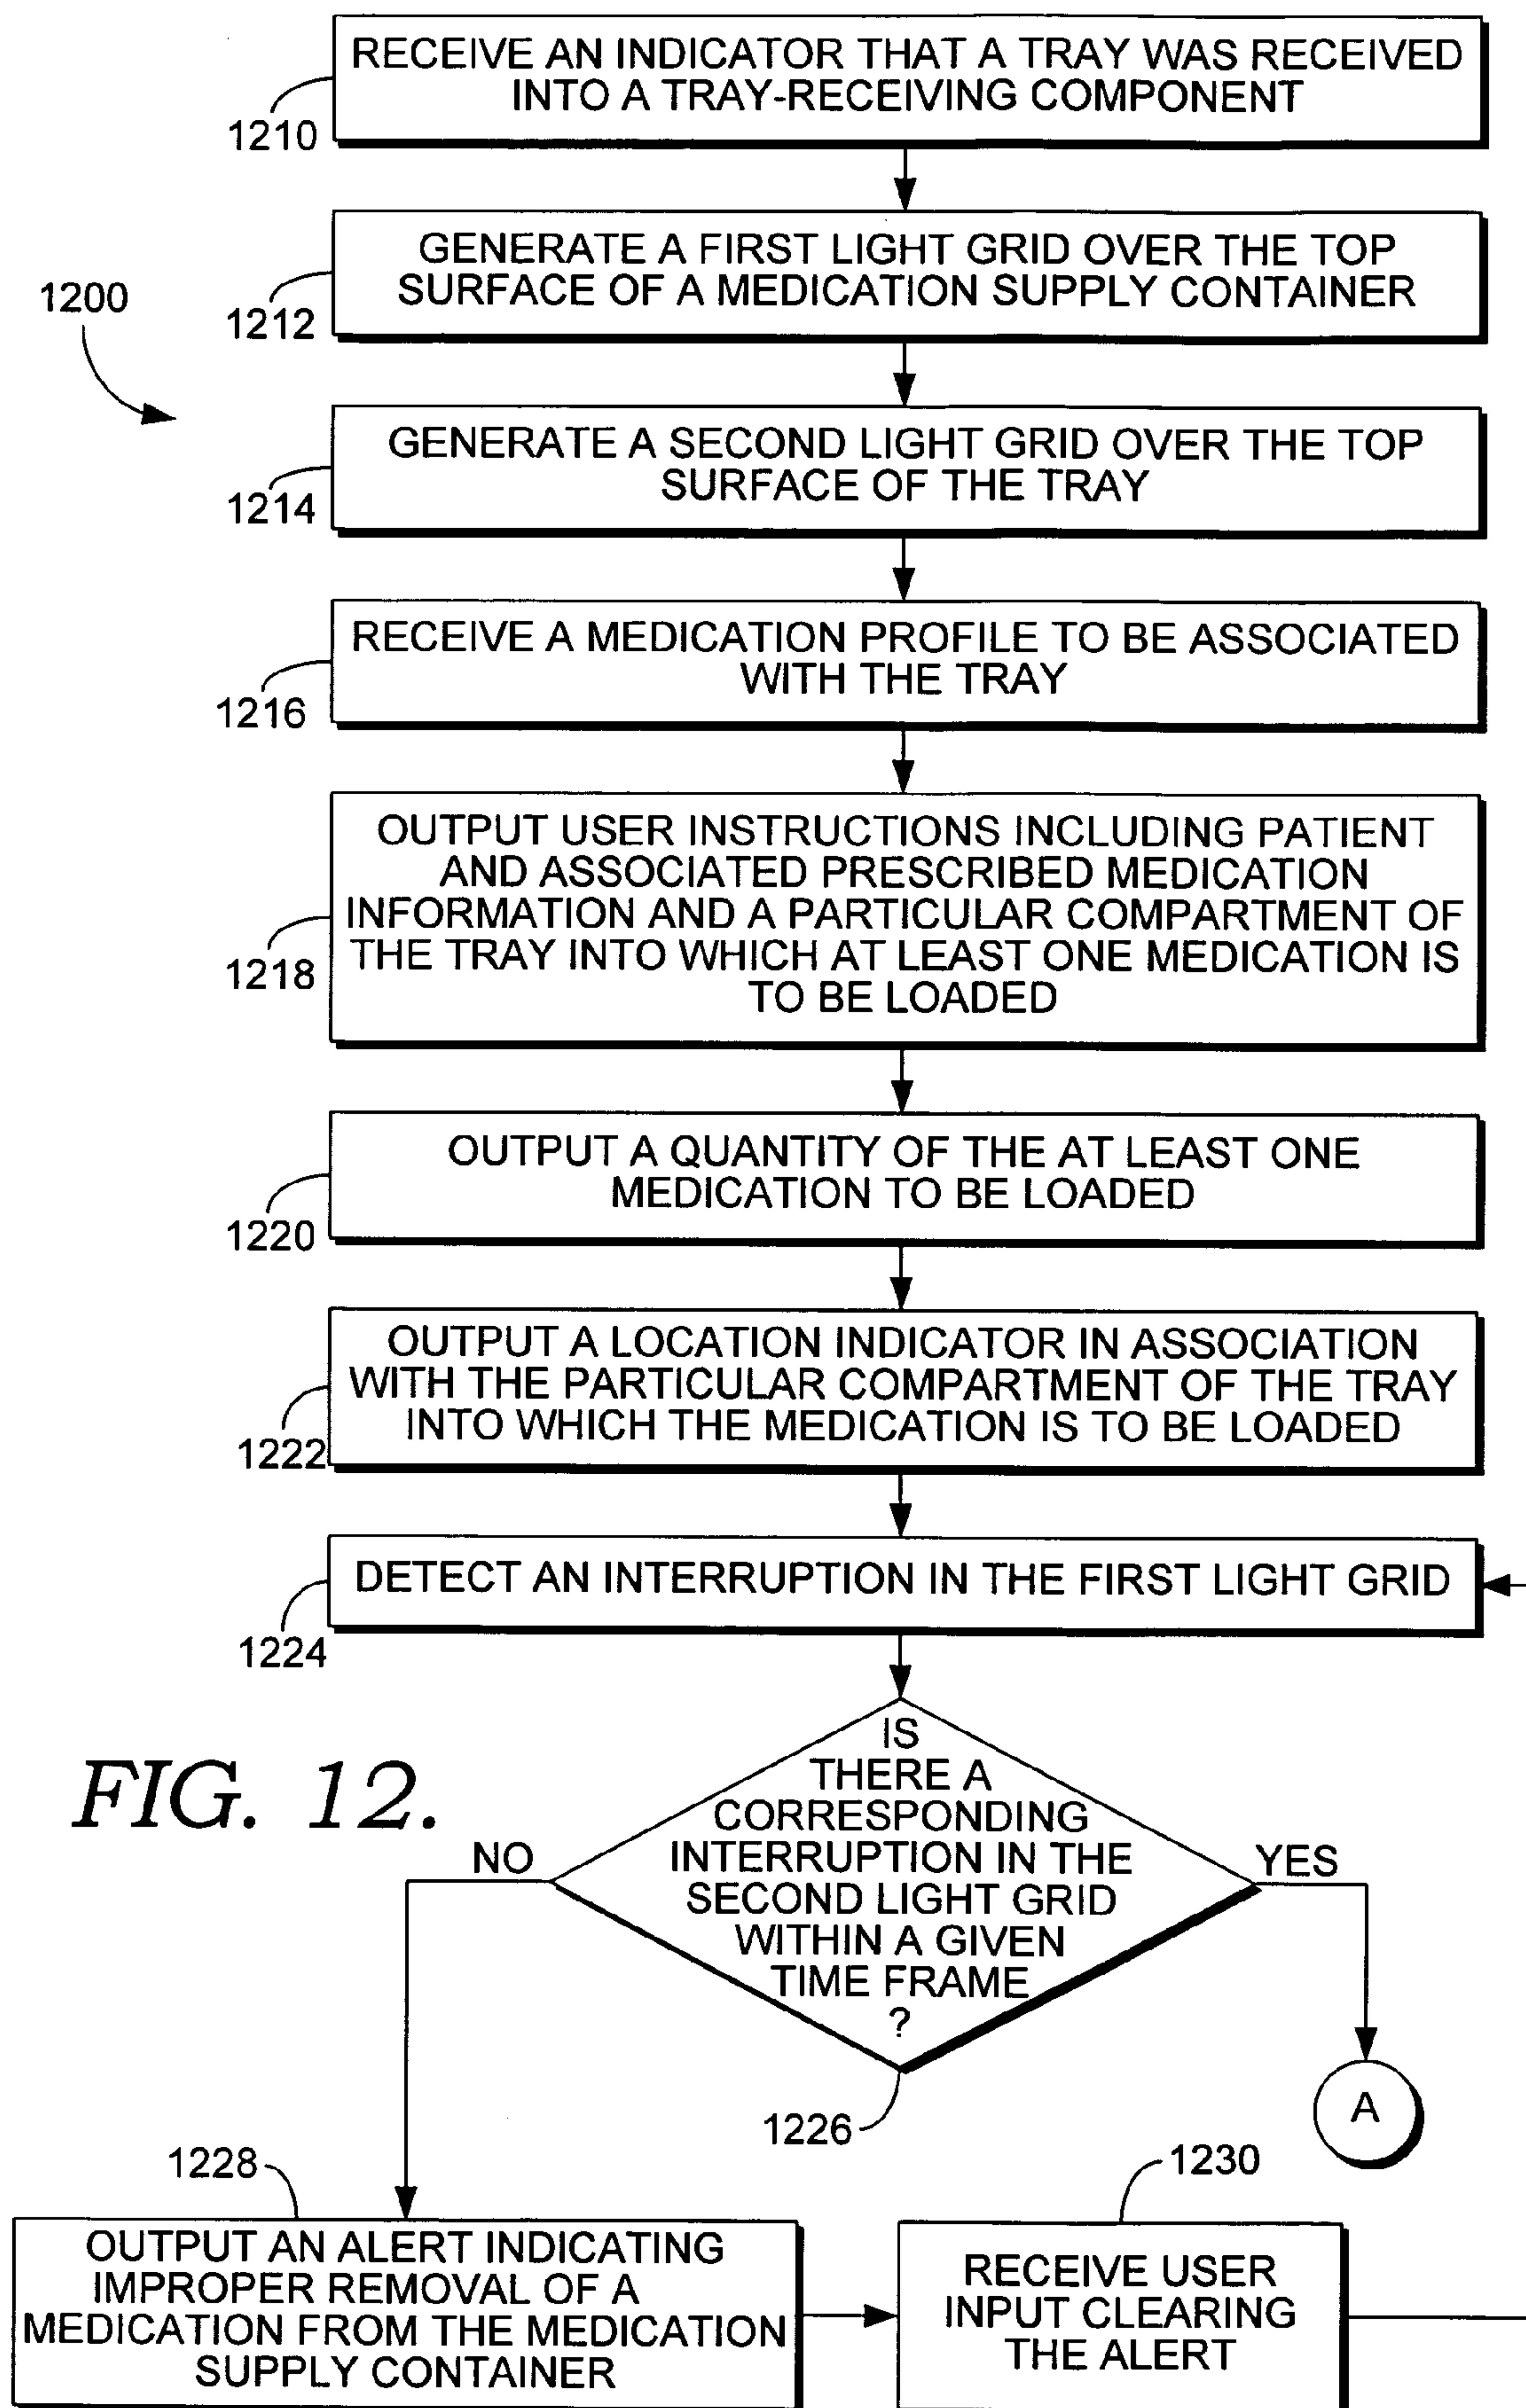 RECEIVE AN INDICATOR THAT A TRAY WAS RECEIVED
INTO A TRAY-RECEIVING COMPONENT
1210
GENERATE A FIRST LIGHT GRID OVER THE TOP
SURFACE OF A MEDICATION SUPPLY CONTAINER
1200
1212
GENERATE A SECOND LIGHT GRID OVER THE TOP
SURFACE OF THE TRAY
1214
RECEIVE A MEDICATION PROFILE TO BE ASSOCIATED
WITH THE TRAY
1216
OUTPUT USER INSTRUCTIONS INCLUDING PATIENT
AND ASSOCIATED PRESCRIBED MEDICATION
INFORMATION AND A PARTICULAR COMPARTMENT OF
THE TRAY INTO WHICH AT LEAST ONE MEDICATION IS
TO BE LOADED
1218
OUTPUT A QUANTITY OF THE AT LEAST ONE
MEDICATION TO BE LOADED
1220
OUTPUT A LOCATION INDICATOR IN ASSOCIATION
WITH THE PARTICULAR COMPARTMENT OF THE TRAY
INTO WHICH THE MEDICATION IS TO BE LOADED
1222
DETECT AN INTERRUPTION IN THE FIRST LIGHT GRID
1224
IS
THERE A
CORRESPONDING
INTERRUPTION IN THE
SECOND LIGHT GRID
WITHIN A GIVEN
TIME FRAME
?
FIG. 12.
NO
YES
1226
A
1228
1230
OUTPUT AN ALERT INDICATING
IMPROPER REMOVAL OF A
MEDICATION FROM THE MEDICATION
SUPPLY CONTAINER
RECEIVE USER
INPUT CLEARING
THE ALERT